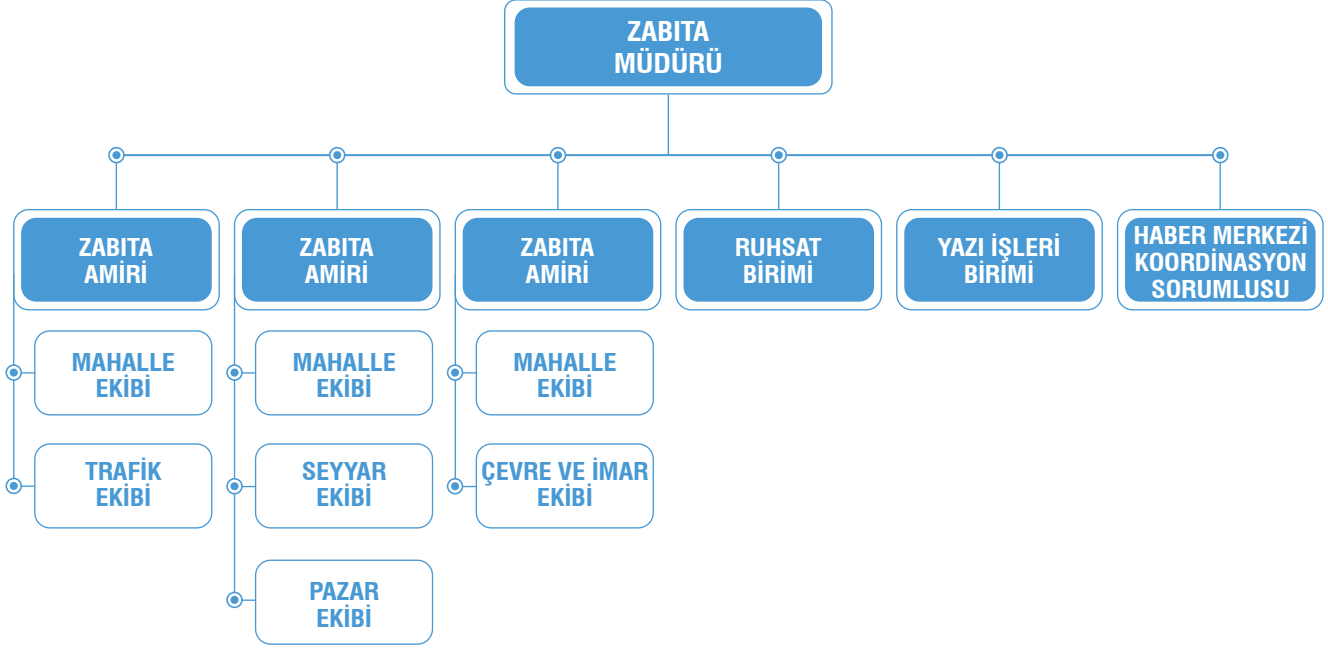 ZABITA
MÜDÜRÜ
ZABITA
AMİRİ
ZABITA
AMİRİ
ZABITA
AMİRİ
RUHSAT
BİRİMİ
YAZI İŞLERİ
BİRİMİ
HABER MERKEZİ
KOORDİNASYON
SORUMLUSU
MAHALLE
EKİBİ
TRAFİK
EKİBİ
MAHALLE
EKİBİ
SEYYAR
EKİBİ
PAZAR
EKİBİ
MAHALLE
EKİBİ
ÇEVRE VE İMAR
EKİBİ